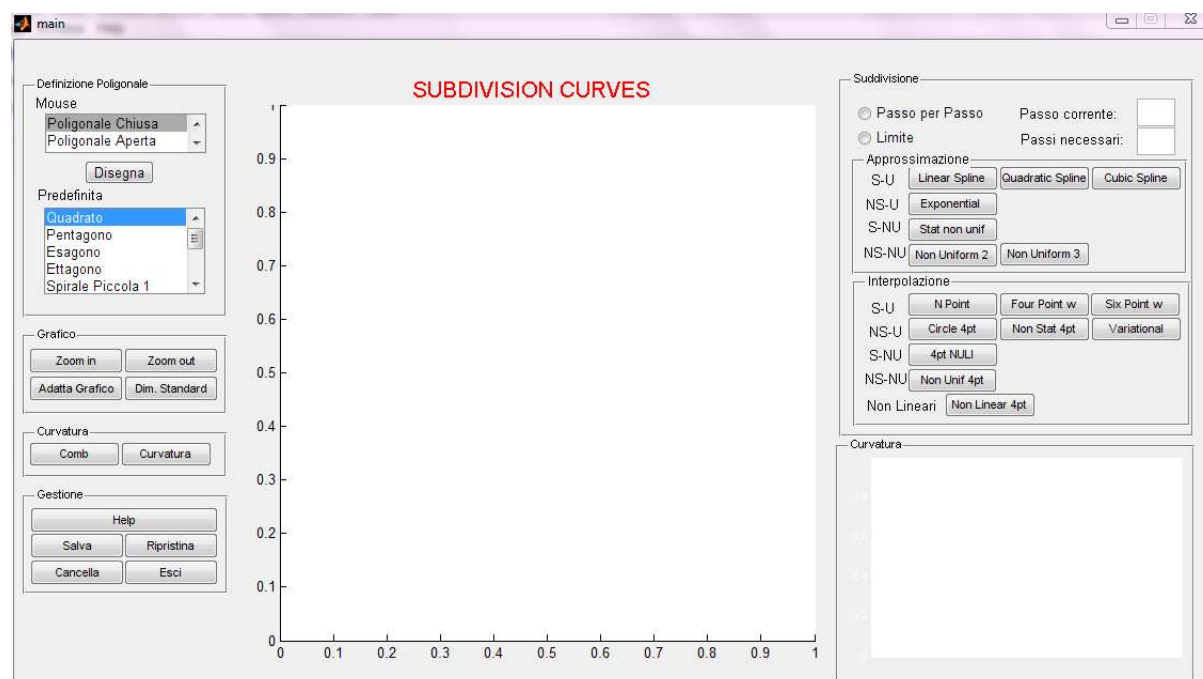 main
Definizione Poligonale
Mouse
Poligonale Chiusa
Poligonale Aperta
Disegna
Predefinita
Quadrato
Pentagono
Esagono
Ettagono
Spirale Piccola 1
Grafico
Zoom in Zoom out
Adatta Grafico Dim. Standard
Curvatura
Comb Curvatura
Gestione
Help
Salva Ripristina
Cancella Esci
SUBDIVISION CURVES
1
0.9
0.8
0.7
0.6
0.5
0.4
0.3
0.2
0.1
0
0 0.1 0.2 0.3 0.4 0.5 0.6 0.7 0.8 0.9 1
Suddivisione
Passo per Passo Passo corrente:
Limite Passi necessari:
Approssimazione
S-U Linear Spline Quadratic Spline Cubic Spline
NS-U Exponential
S-NU Stat non unif
NS-NU Non Uniform 2 Non Uniform 3
Interpolazione
S-U N Point Four Point w Six Point w
NS-U Circle 4pt Non Stat 4pt Variational
S-NU 4pt NULI
NS-NU Non Unif 4pt
Non Lineari Non Linear 4pt
Curvatura